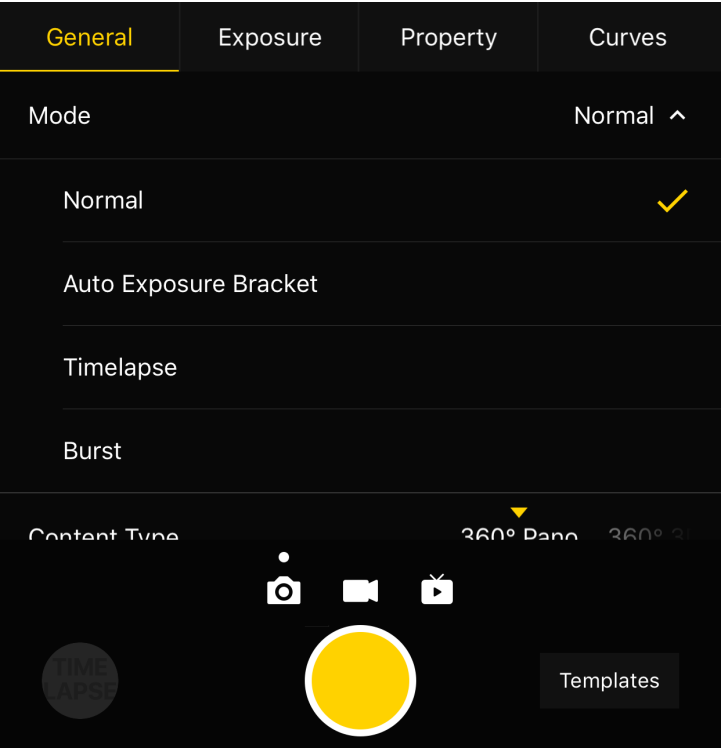 General Exposure Property Curves
Mode Normal
Normal
Auto Exposure Bracket
Timelapse
Burst
Content Type 360° Pano 360°
TIME
LAPSE
Templates